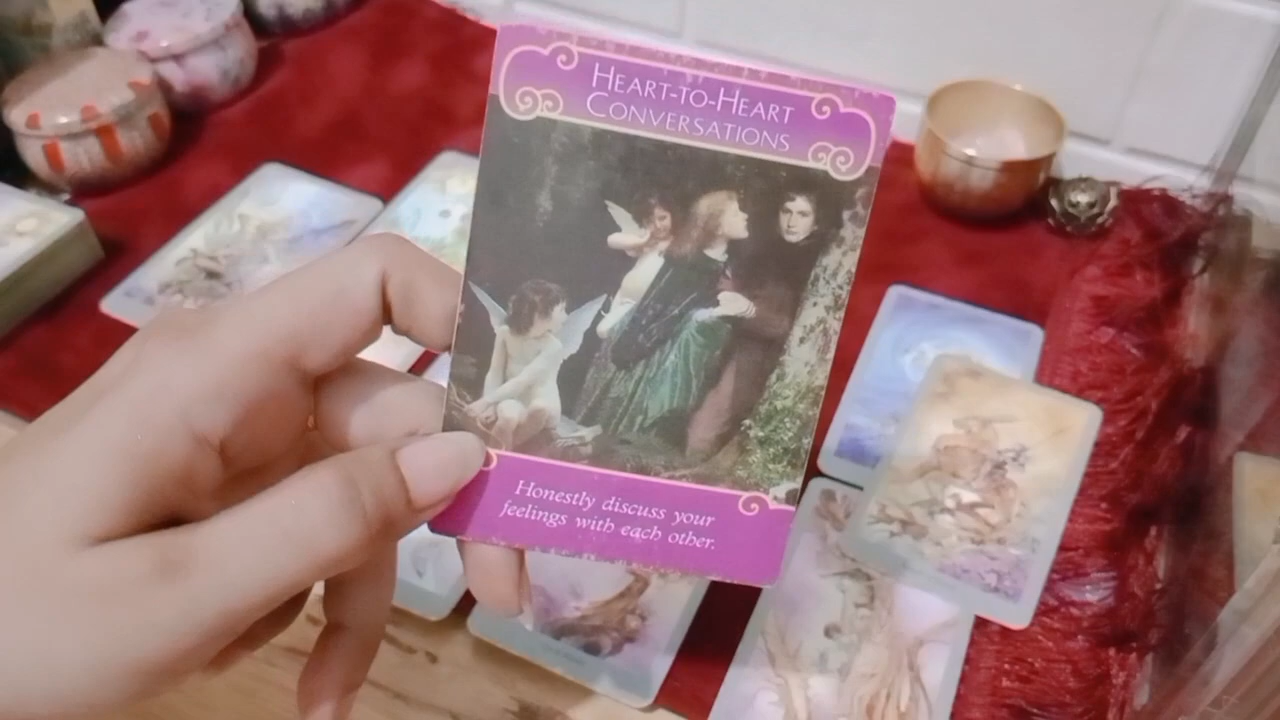 HEART-TO-HEART
CONVERSATIONS
Honestly discuss your
feelings with each other.